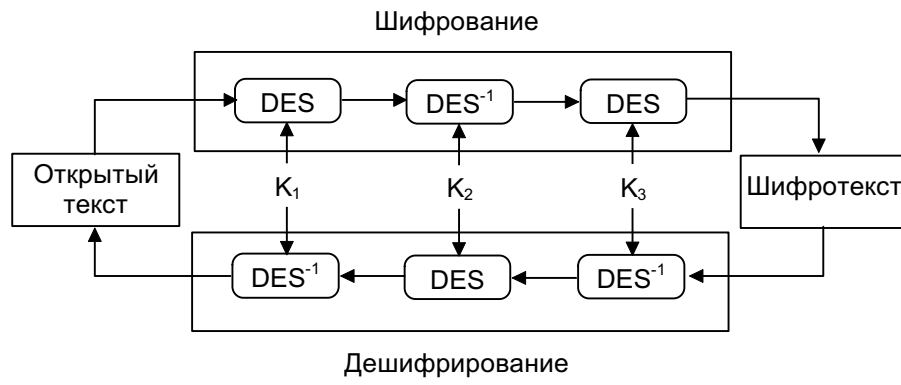 Шифрование
DES
DES⁻¹
DES
Открытый
текст
K₁
K₂
K₃
Шифротекст
DES⁻¹
DES
DES⁻¹
Дешифрирование